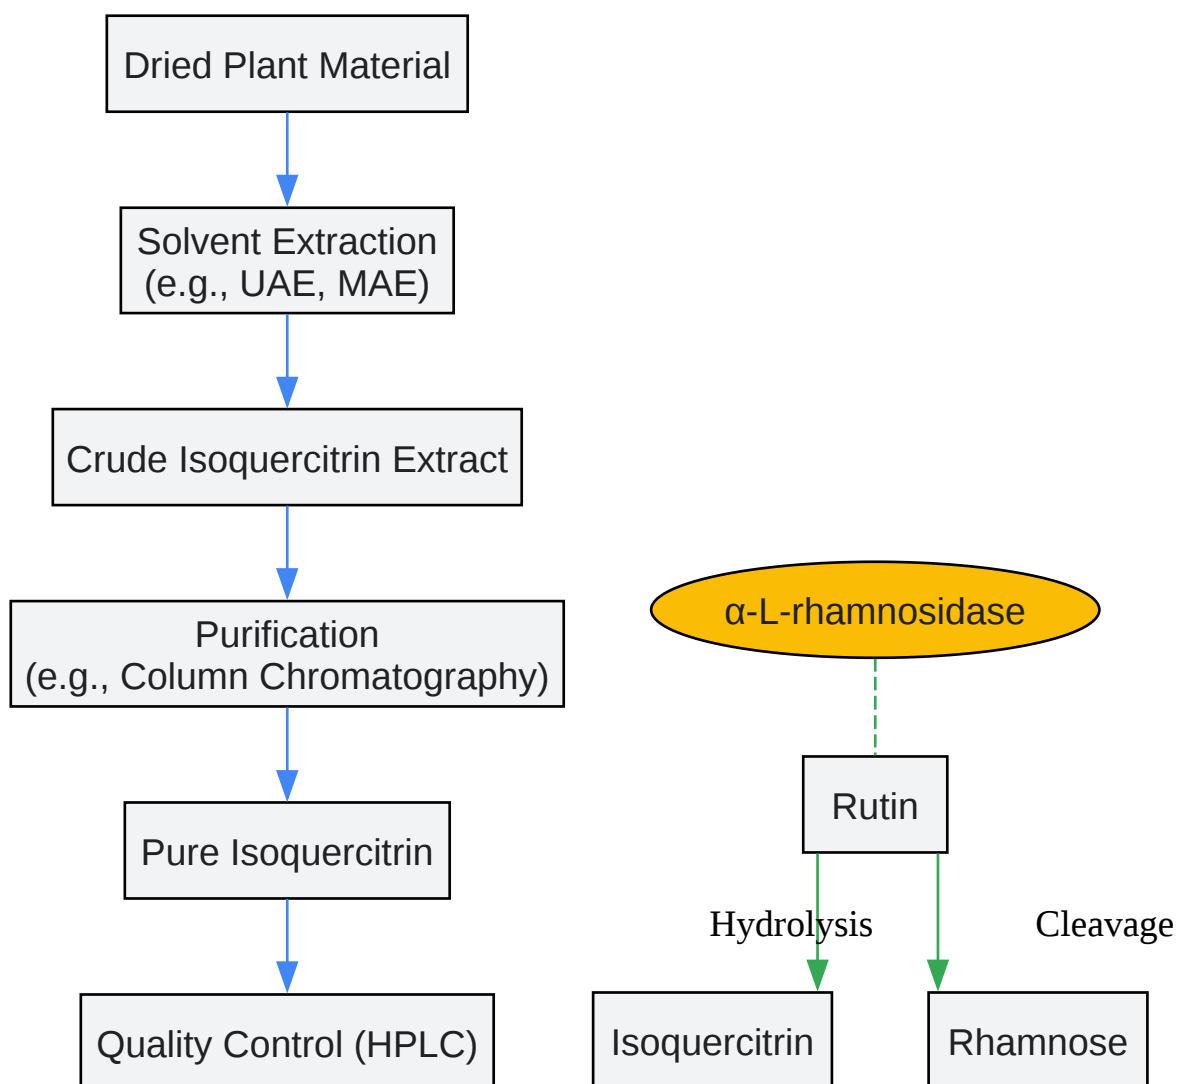 Dried Plant Material
Solvent Extraction
(e.g., UAE, MAE)
Crude Isoquercitrin Extract
Purification
(e.g., Column Chromatography)
Pure Isoquercitrin
Quality Control (HPLC)
α-L-rhamnosidase
Rutin
Hydrolysis
Cleavage
Isoquercitrin
Rhamnose